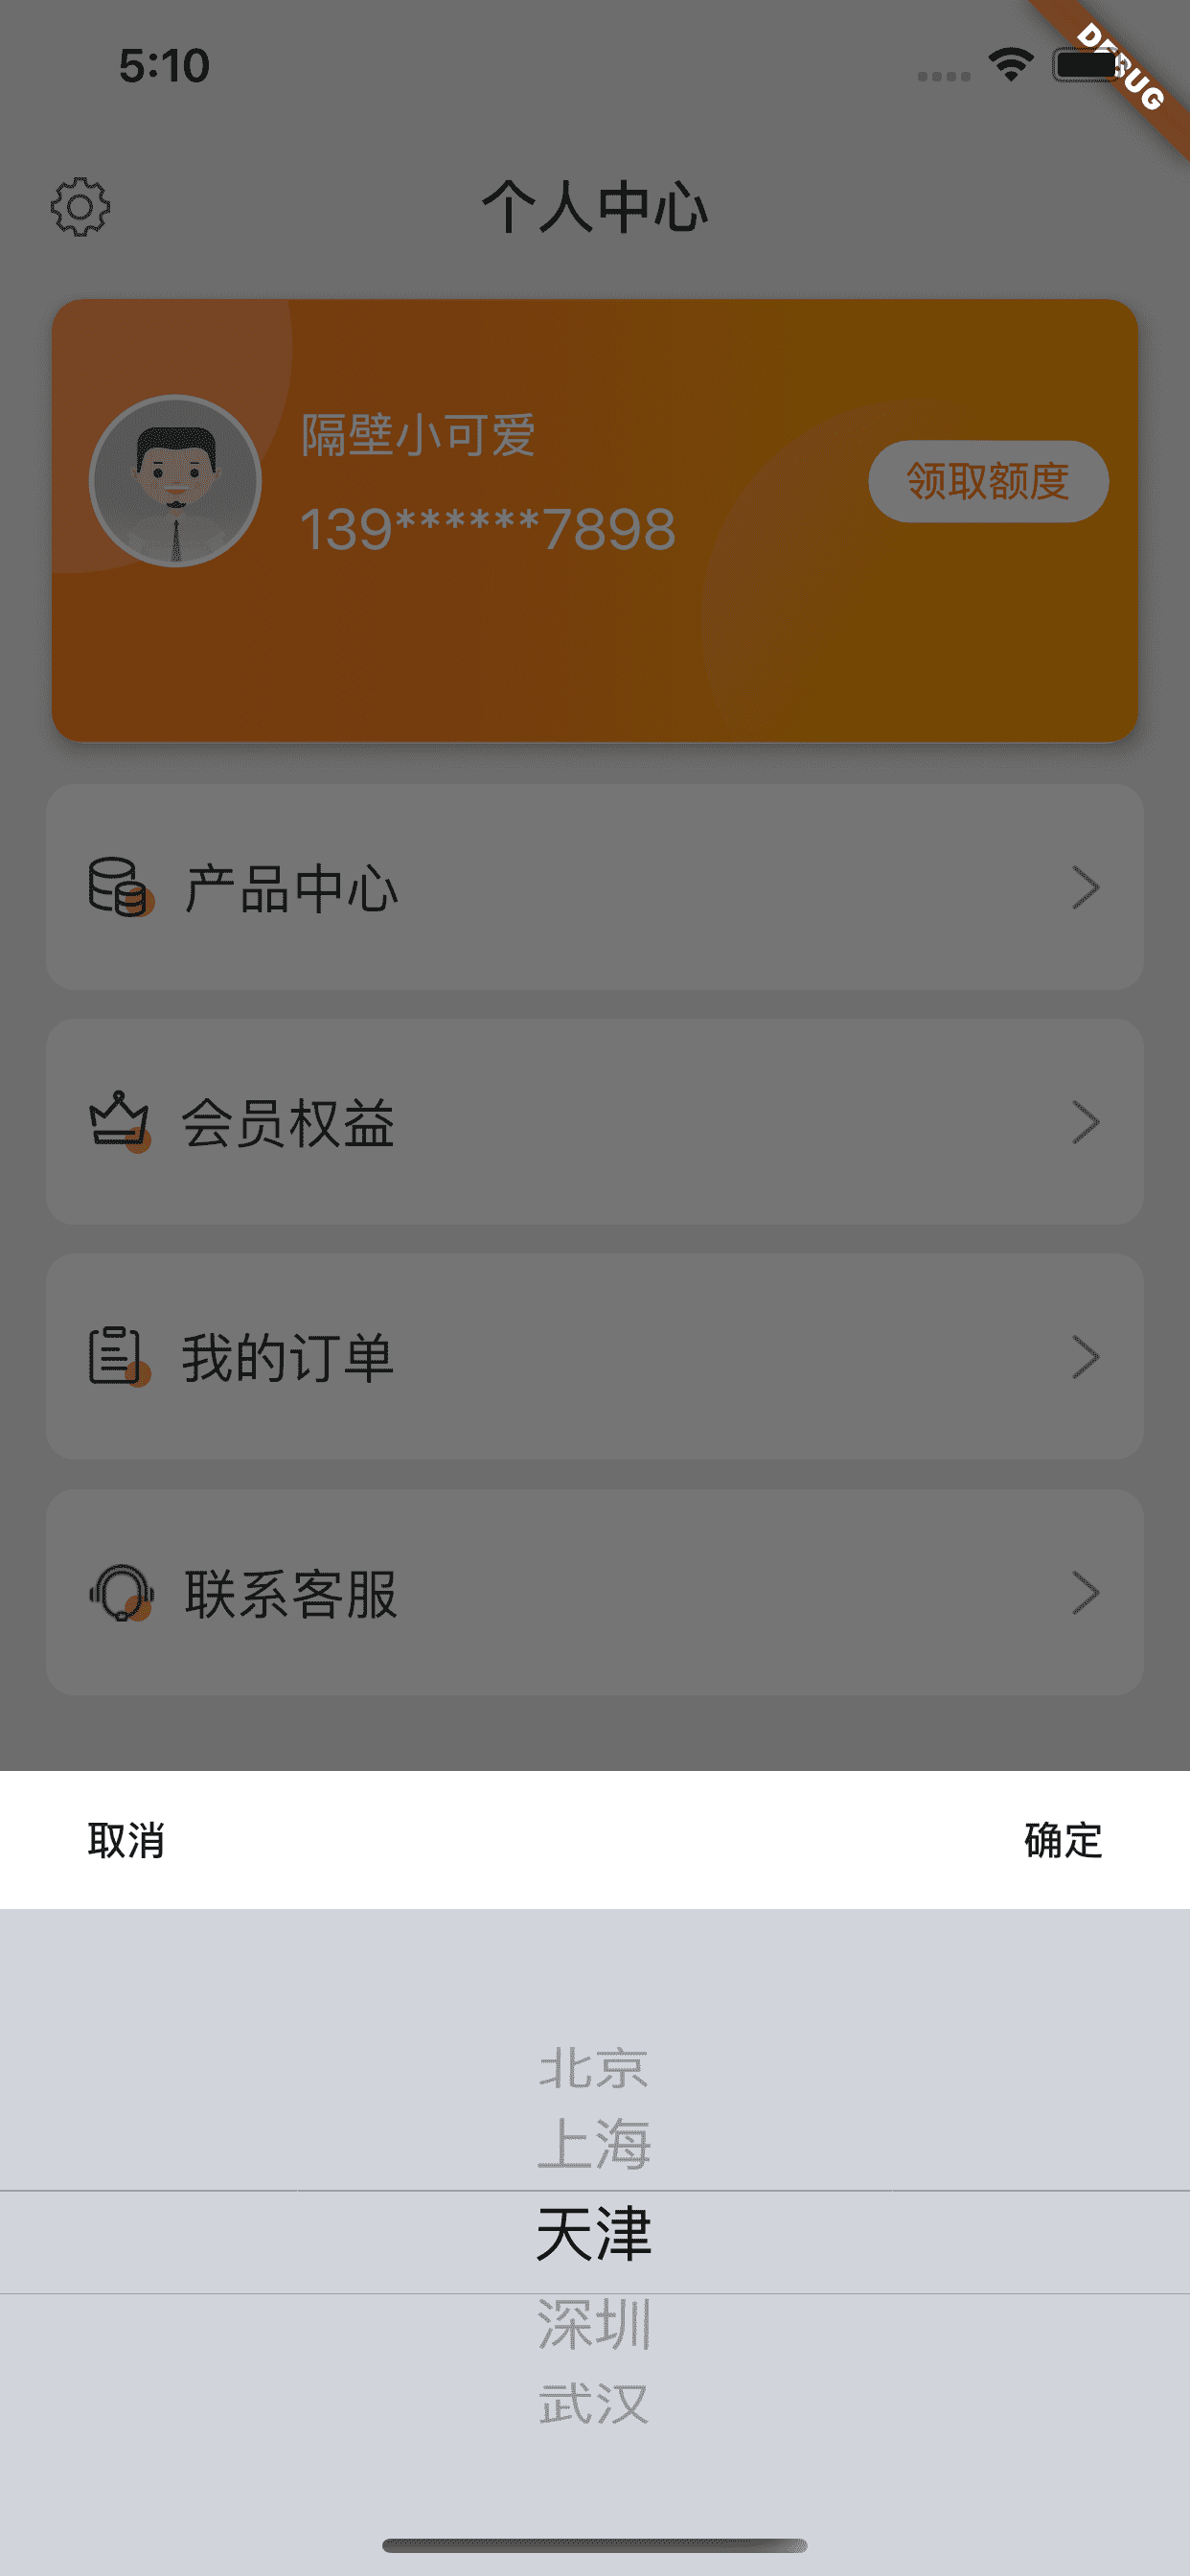 5:10
DEBUG
个人中心
隔壁小可爱
领取额度
139******7898
产品中心
会员权益
我的订单
联系客服
取消
确定
北京
上海
天津
深圳
武汉